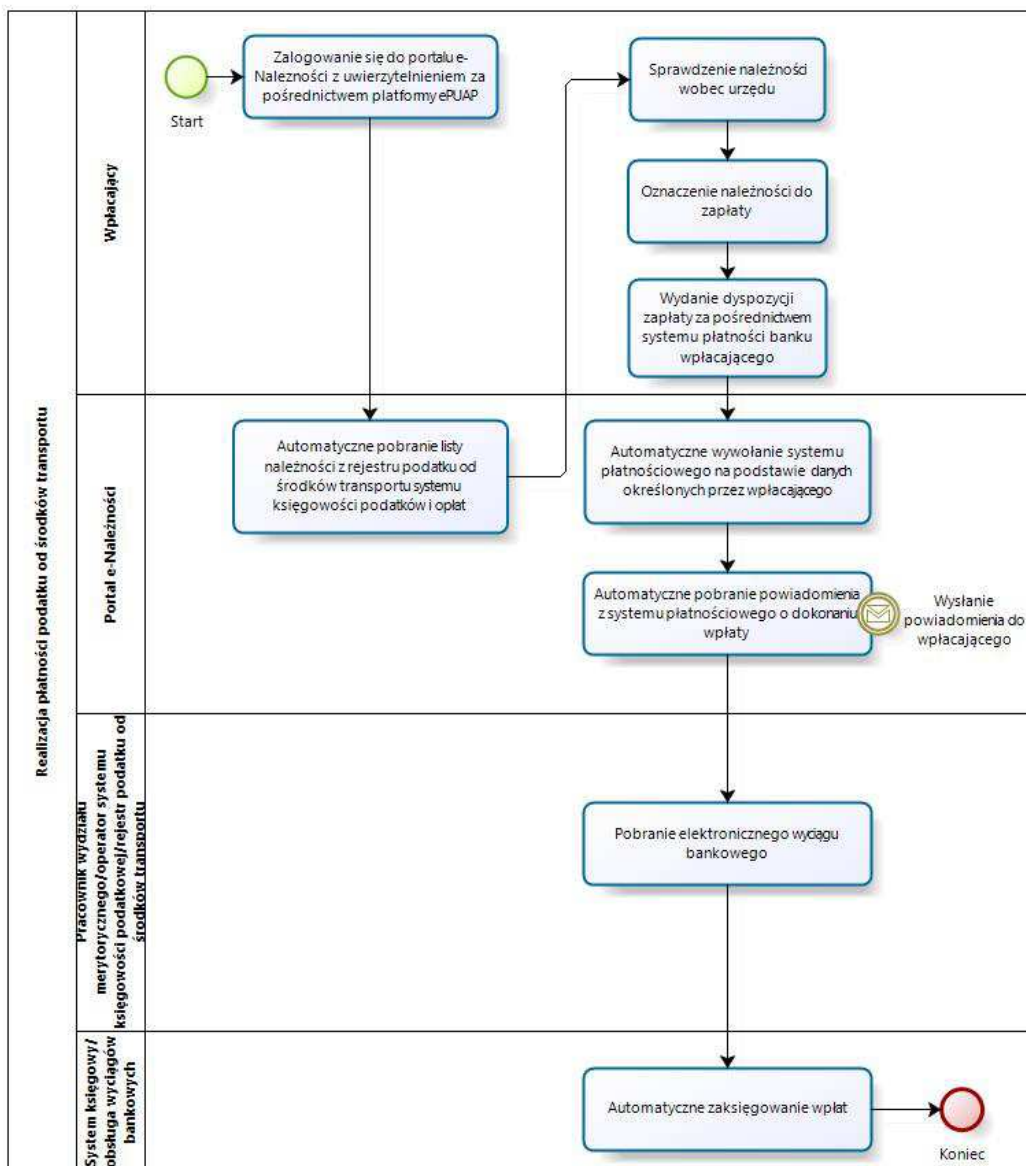 Realizacja płatności podatku od środków transportu
Wpłacający
Start
Zalogowanie się do portalu e-
Nalezności z uwierzytelnieniem za
pośrednictwem platformy ePUAP
Sprawdzenie należności
wobec urzędu
Oznaczenie należności do
zapłaty
Wydanie dyspozycji
zapłaty za pośrednictwem
systemu płatności banku
wpłacającego
Portal e-Należności
Automatyczne pobranie listy
należności z rejestru podatku od
środków transportu systemu
księgowości podatków i opłat
Automatyczne wywołanie systemu
płatnościowego na podstawie danych
określonych przez wpłacającego
Automatyczne pobranie powiadomienia
z systemu płatnościowego o dokonaniu
wpłaty
Wysłanie
powiadomienia do
wpłacającego
Pracownik wydziału
merytorycznego/operator systemu
księgowości podatkowej/rejestr podatku od
środków transportu
Pobranie elektronicznego wyciągu
bankowego
System księgowy/
obsługa wyciągów
bankowych
Automatyczne zaksięgowanie wpłat
Koniec